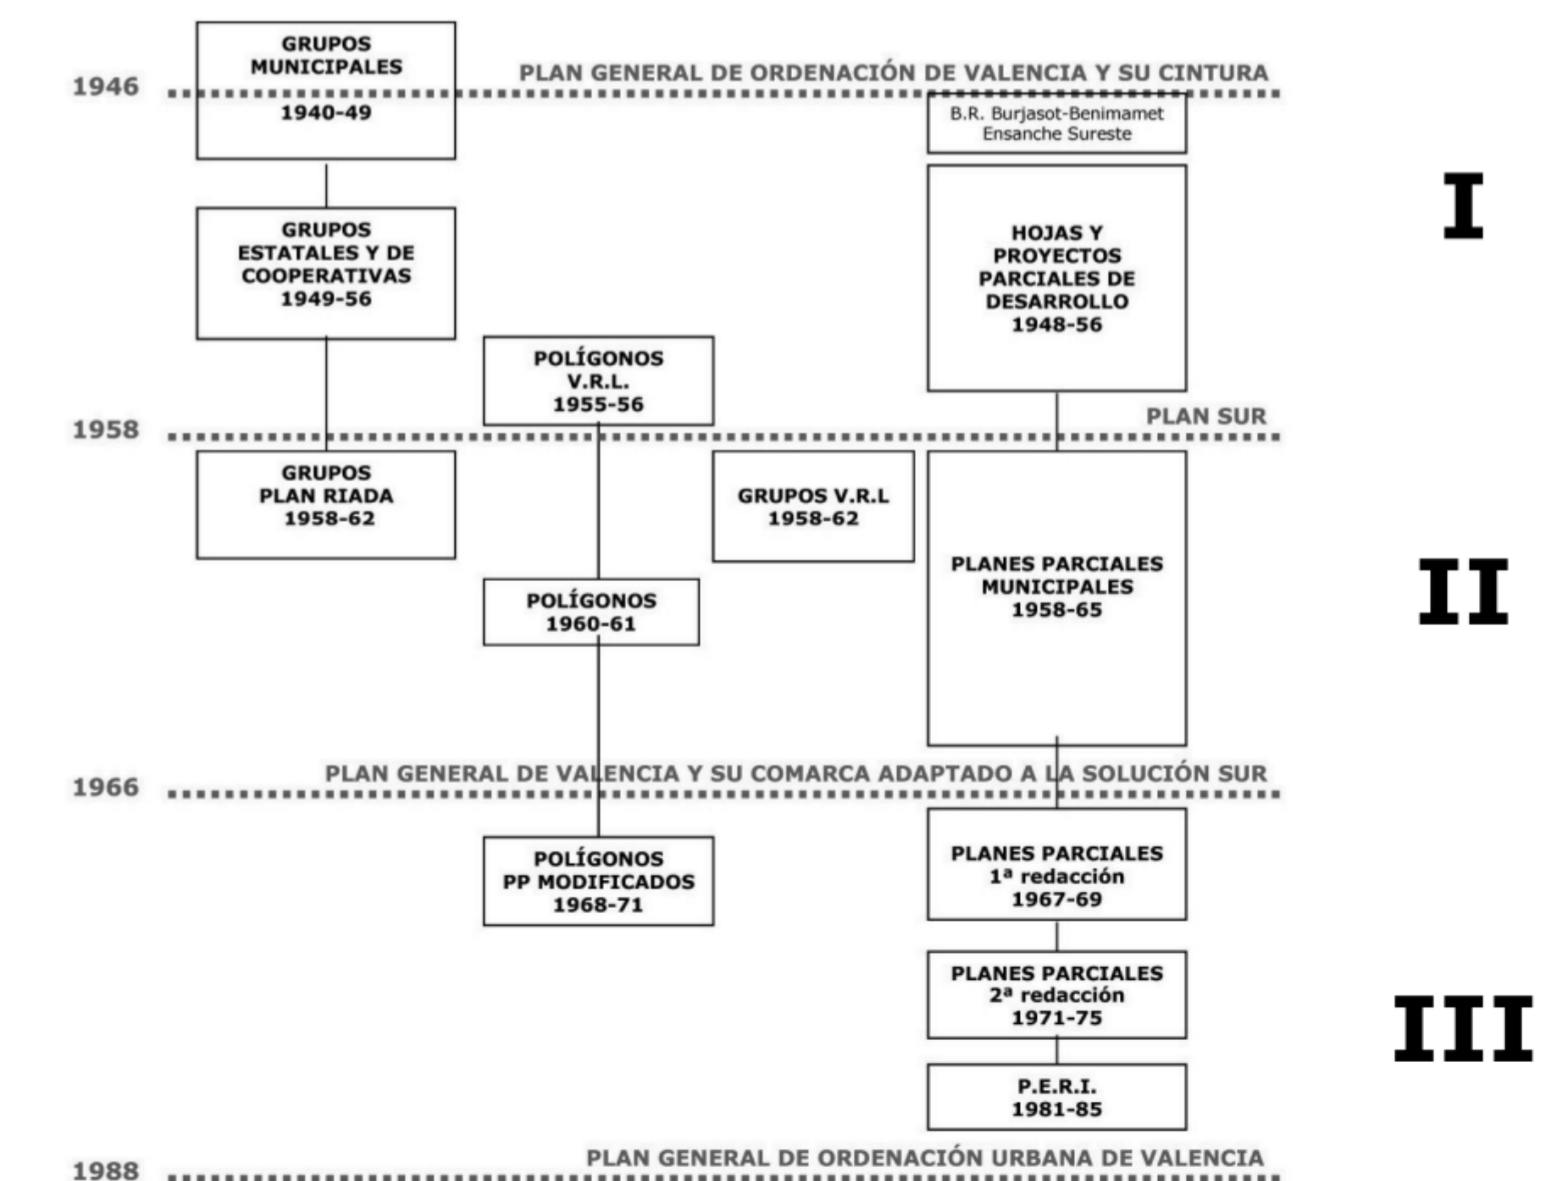 GRUPOS
MUNICIPALES
1940-49
1946
PLAN GENERAL DE ORDENACIÓN DE VALENCIA Y SU CINTURA
B.R. Burjasot-Benimamet
Ensanche Sureste
I
GRUPOS
ESTATALES Y DE
COOPERATIVAS
1949-56
HOJAS Y
PROYECTOS
PARCIALES DE
DESARROLLO
1948-56
POLÍGONOS
V.R.L.
1955-56
1958
PLAN SUR
GRUPOS
PLAN RIADA
1958-62
GRUPOS V.R.L
1958-62
PLANES PARCIALES
MUNICIPALES
1958-65
II
POLÍGONOS
1960-61
1966
PLAN GENERAL DE VALENCIA Y SU COMARCA ADAPTADO A LA SOLUCIÓN SUR
POLÍGONOS
PP MODIFICADOS
1968-71
PLANES PARCIALES
1ª redacción
1967-69
PLANES PARCIALES
2ª redacción
1971-75
III
P.E.R.I.
1981-85
1988
PLAN GENERAL DE ORDENACIÓN URBANA DE VALENCIA